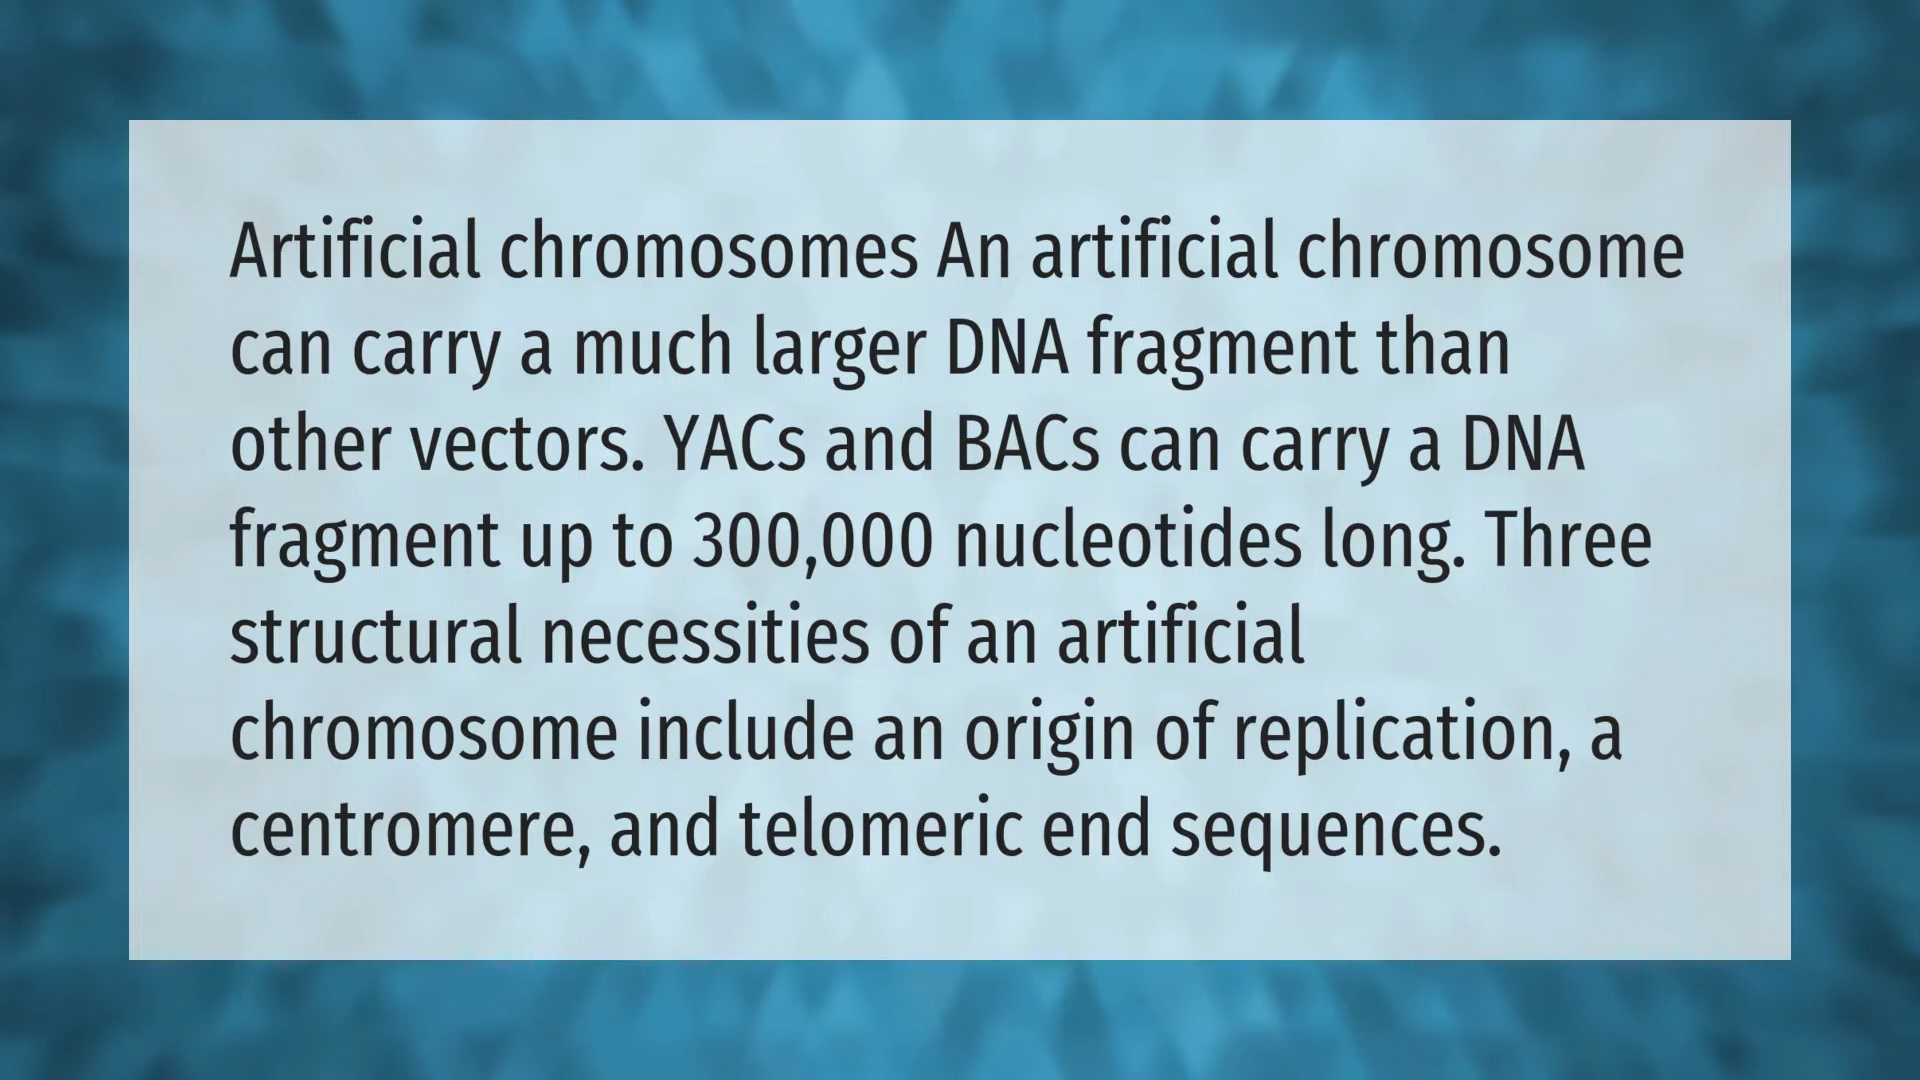 Artificial chromosomes An artificial chromosome
can carry a much larger DNA fragment than
other vectors. YACs and BACs can carry a DNA
fragment up to 300,000 nucleotides long. Three
structural necessities of an artificial
chromosome include an origin of replication, a
centromere, and telomeric end sequences.